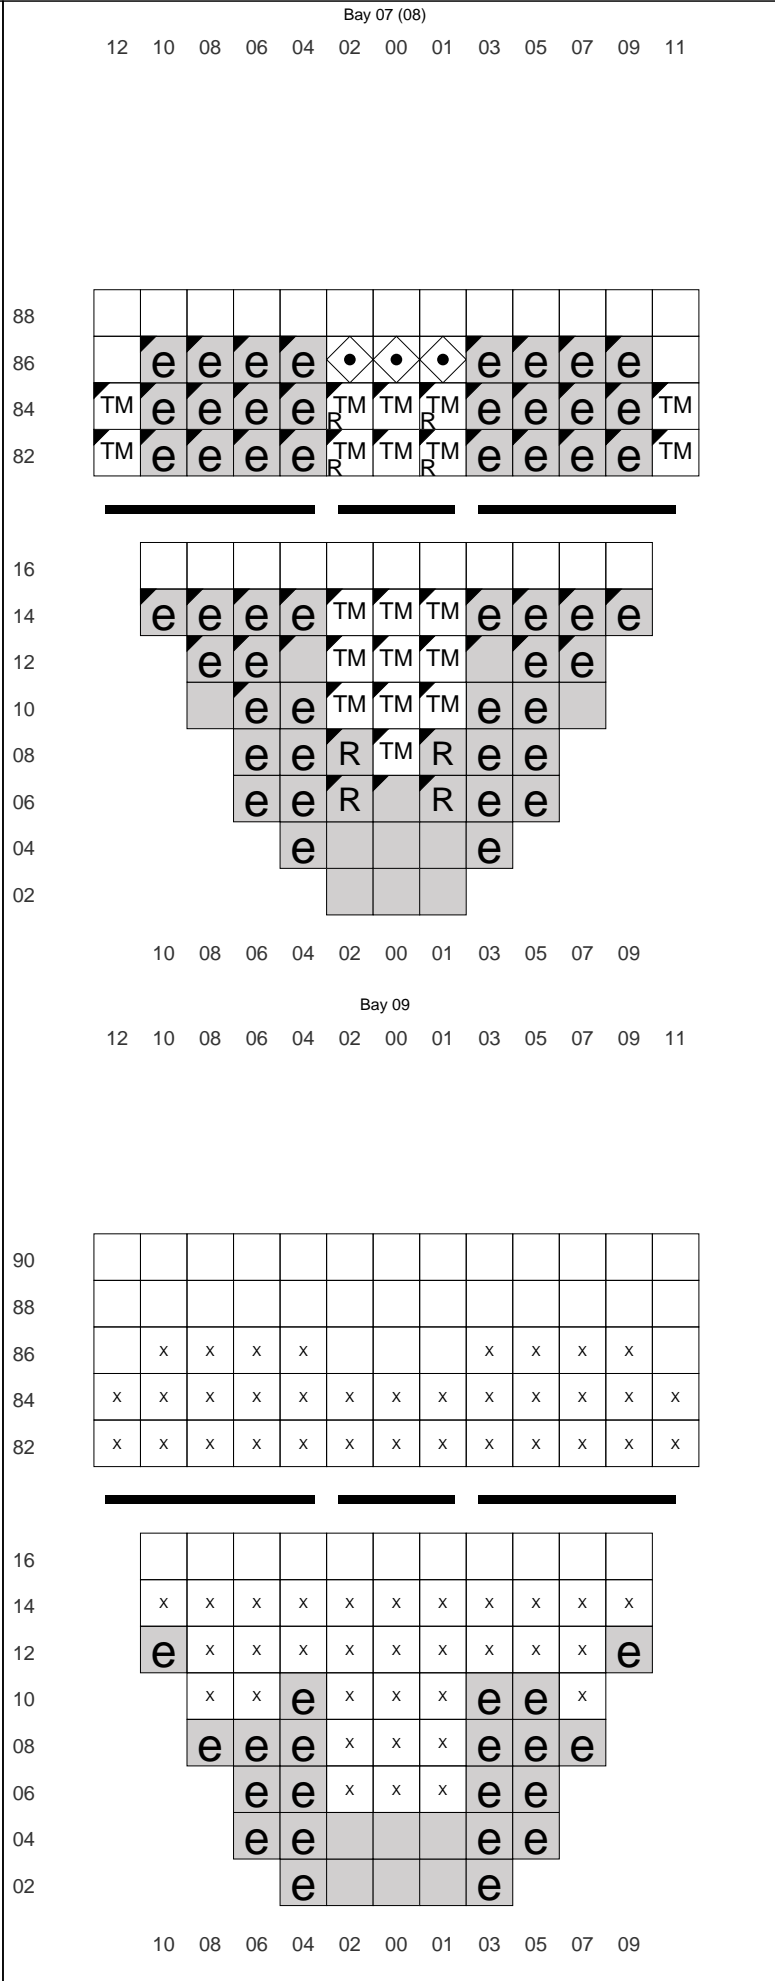 Bay 07 (08)
12 10 08 06 04 02 00 01 03 05 07 09 11
88
86 e e e e e e e e
84 TM e e e e TM R TM TM R e e e e TM
82 TM e e e e TM R TM TM R e e e e TM
16
14 e e e e TM TM TM e e e e
12 e e TM TM TM e e
10 e e TM TM TM e e
08 e e R TM R e e
06 e e R R e e
04 e e
02
10 08 06 04 02 00 01 03 05 07 09
Bay 09
12 10 08 06 04 02 00 01 03 05 07 09 11
90
88
86 x x x x x x x x
84 x x x x x x x x x x x x x
82 x x x x x x x x x x x x x
16
14 x x x x x x x x x x x
12 e x x x x x x x x x e
10 x x e x x x e e x
08 e e e x x x e e e
06 e e x x x e e
04 e e e e
02 e e
10 08 06 04 02 00 01 03 05 07 09